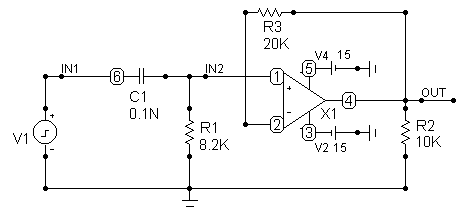 R3
20K
V4 15
IN1
6
IN2
1
5
+
-
4
OUT
C1
0.1N
X1
2
3
V1
+
-
R1
8.2K
V2 15
R2
10K